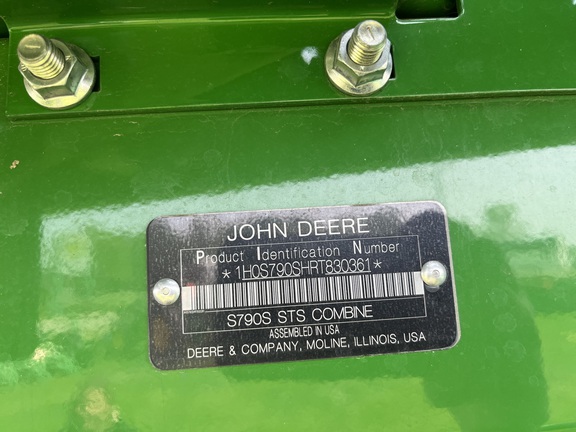 JOHN DEERE
Product Identification Number
*1H0S790SHRT830361*
S790S STS COMBINE
ASSEMBLED IN USA
DEERE & COMPANY, MOLINE, ILLINOIS, USA